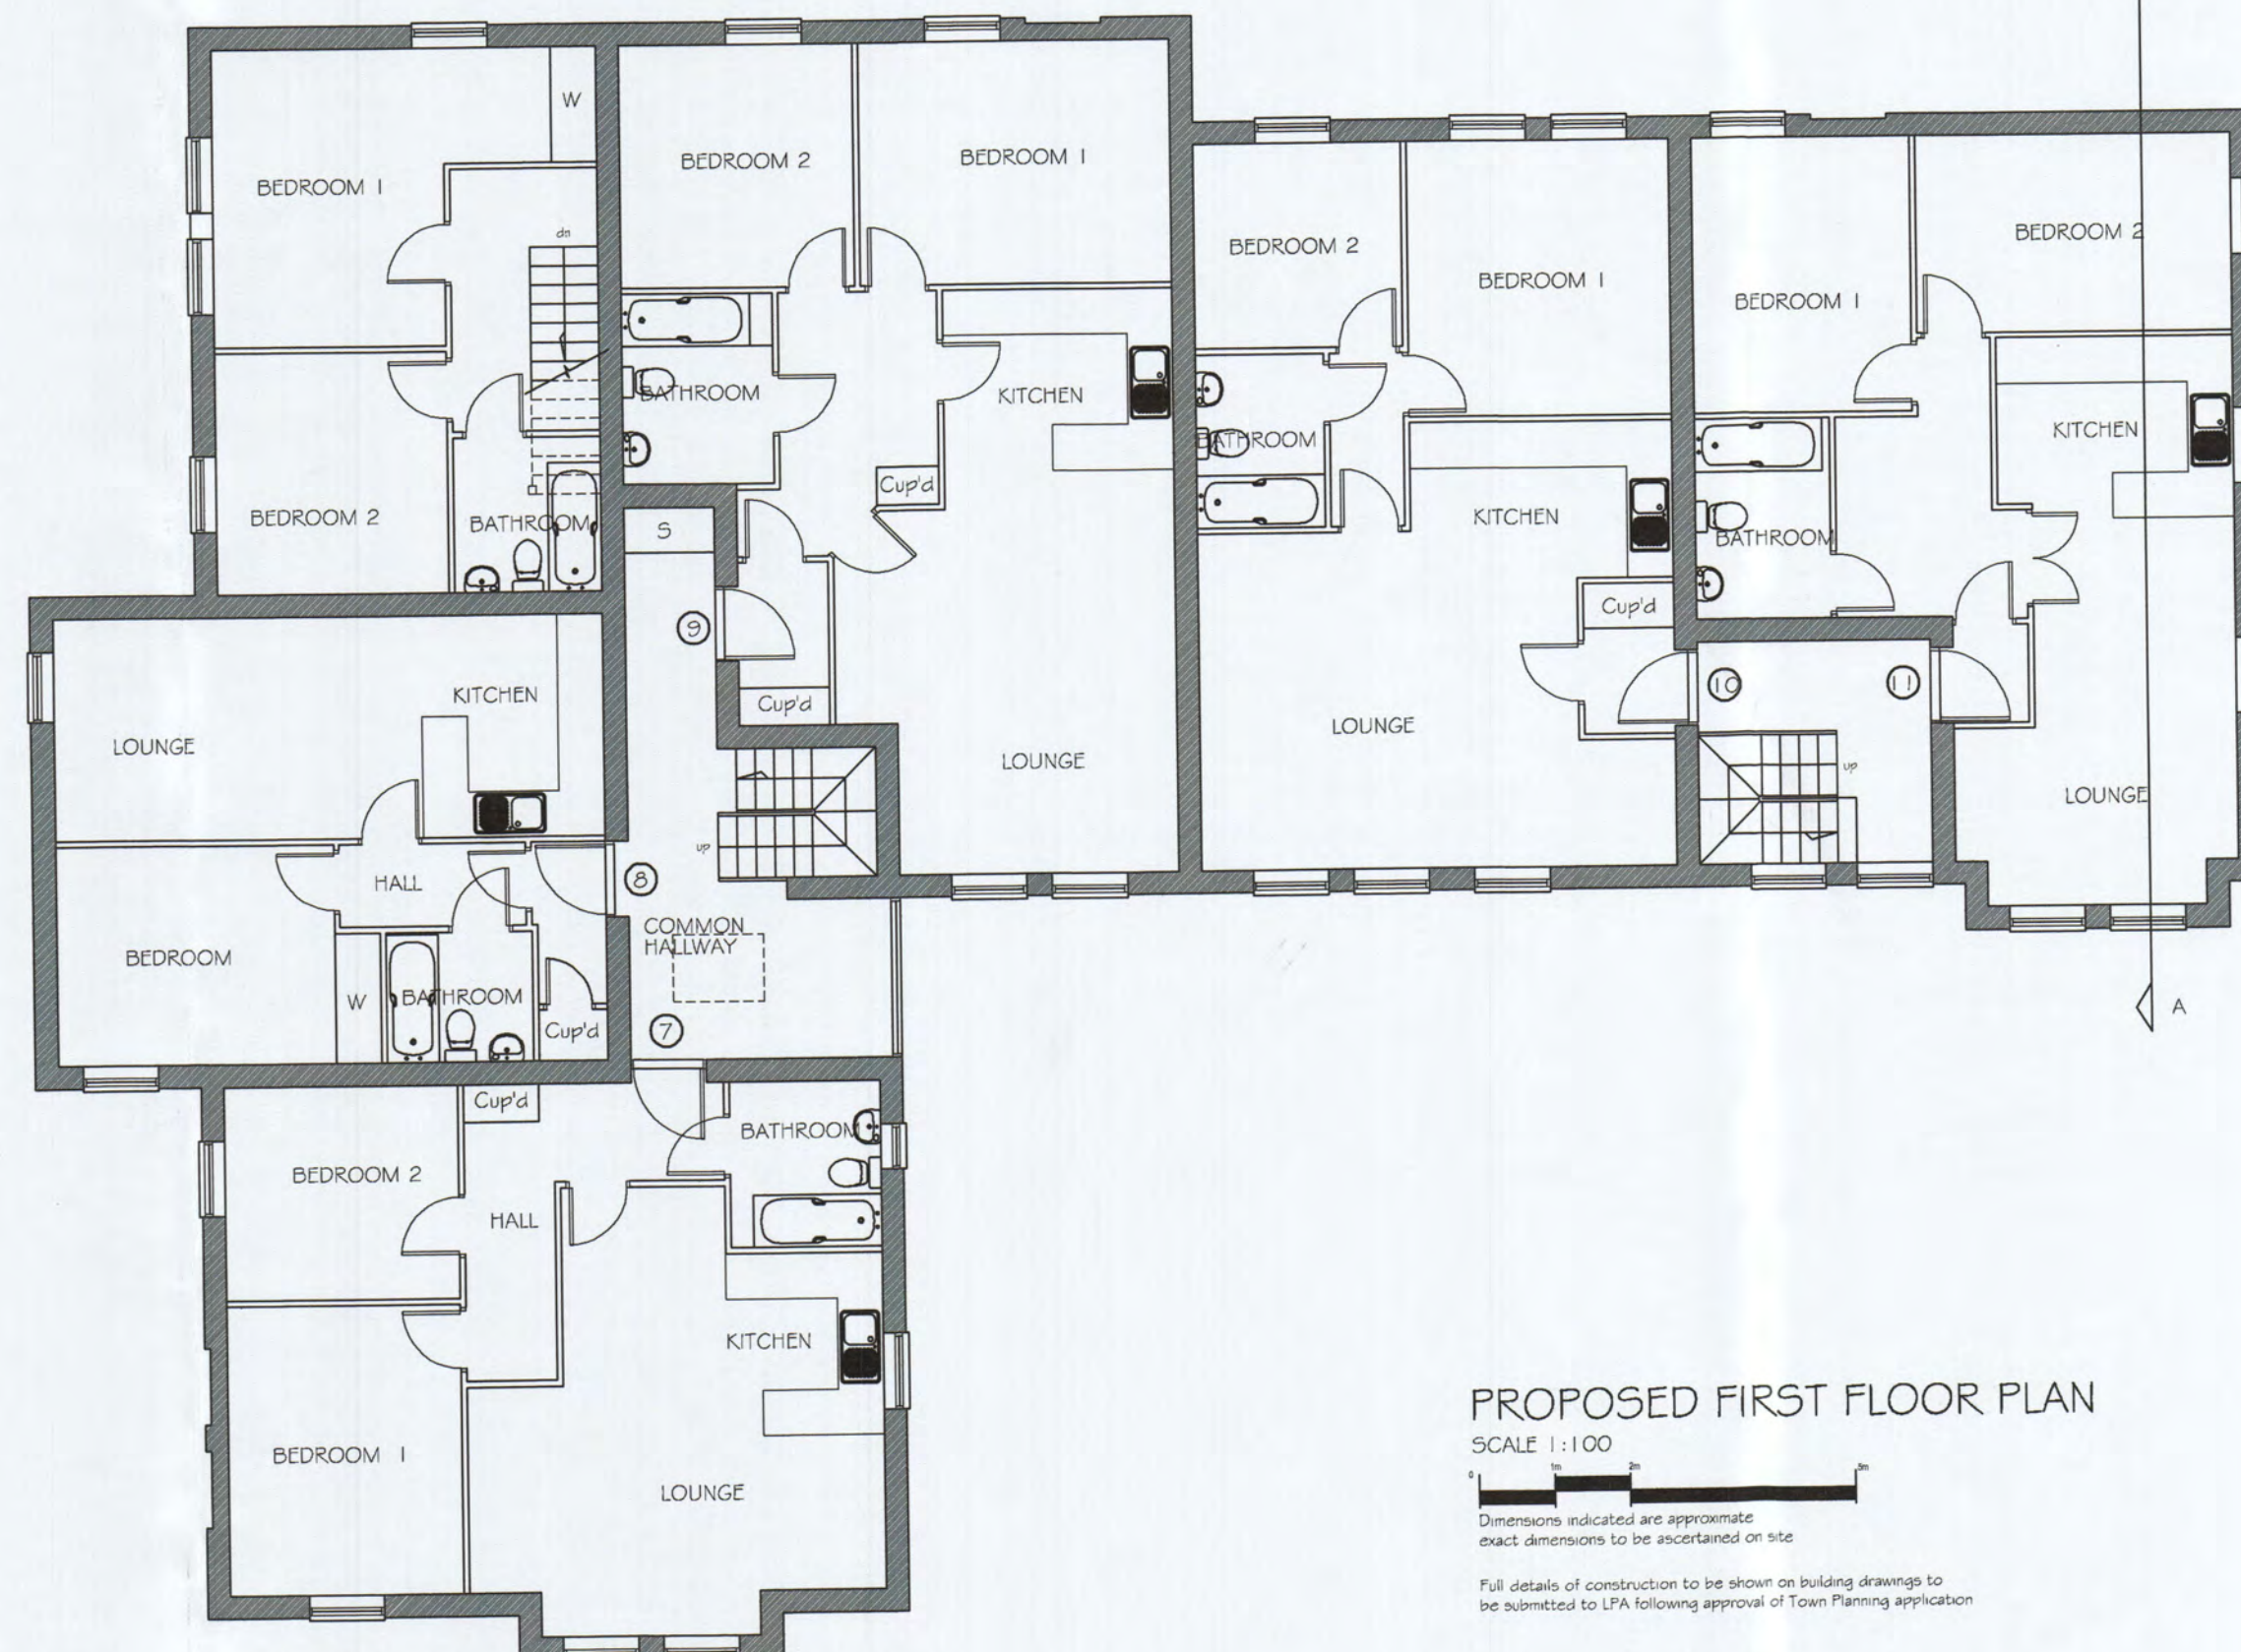 W
BEDROOM 2
BEDROOM 1
BEDROOM 1
dn
BEDROOM 2
BEDROOM 1
BEDROOM 2
BEDROOM 1
BATHROOM
KITCHEN
BATHROOM
KITCHEN
Cup'd
BEDROOM 2
BATHROOM
S
KITCHEN
BATHROOM
Cup'd
9
KITCHEN
10
11
Cup'd
LOUNGE
LOUNGE
LOUNGE
LOUNGE
up
up
8
HALL
COMMON
HALLWAY
BEDROOM
W
BATHROOM
Cup'd
7
A
Cup'd
BATHROOM
BEDROOM 2
HALL
KITCHEN
BEDROOM 1
LOUNGE
PROPOSED FIRST FLOOR PLAN
SCALE 1:100
0 1m 2m 5m
Dimensions indicated are approximate
exact dimensions to be ascertained on site
Full details of construction to be shown on building drawings to
be submitted to LPA following approval of Town Planning application